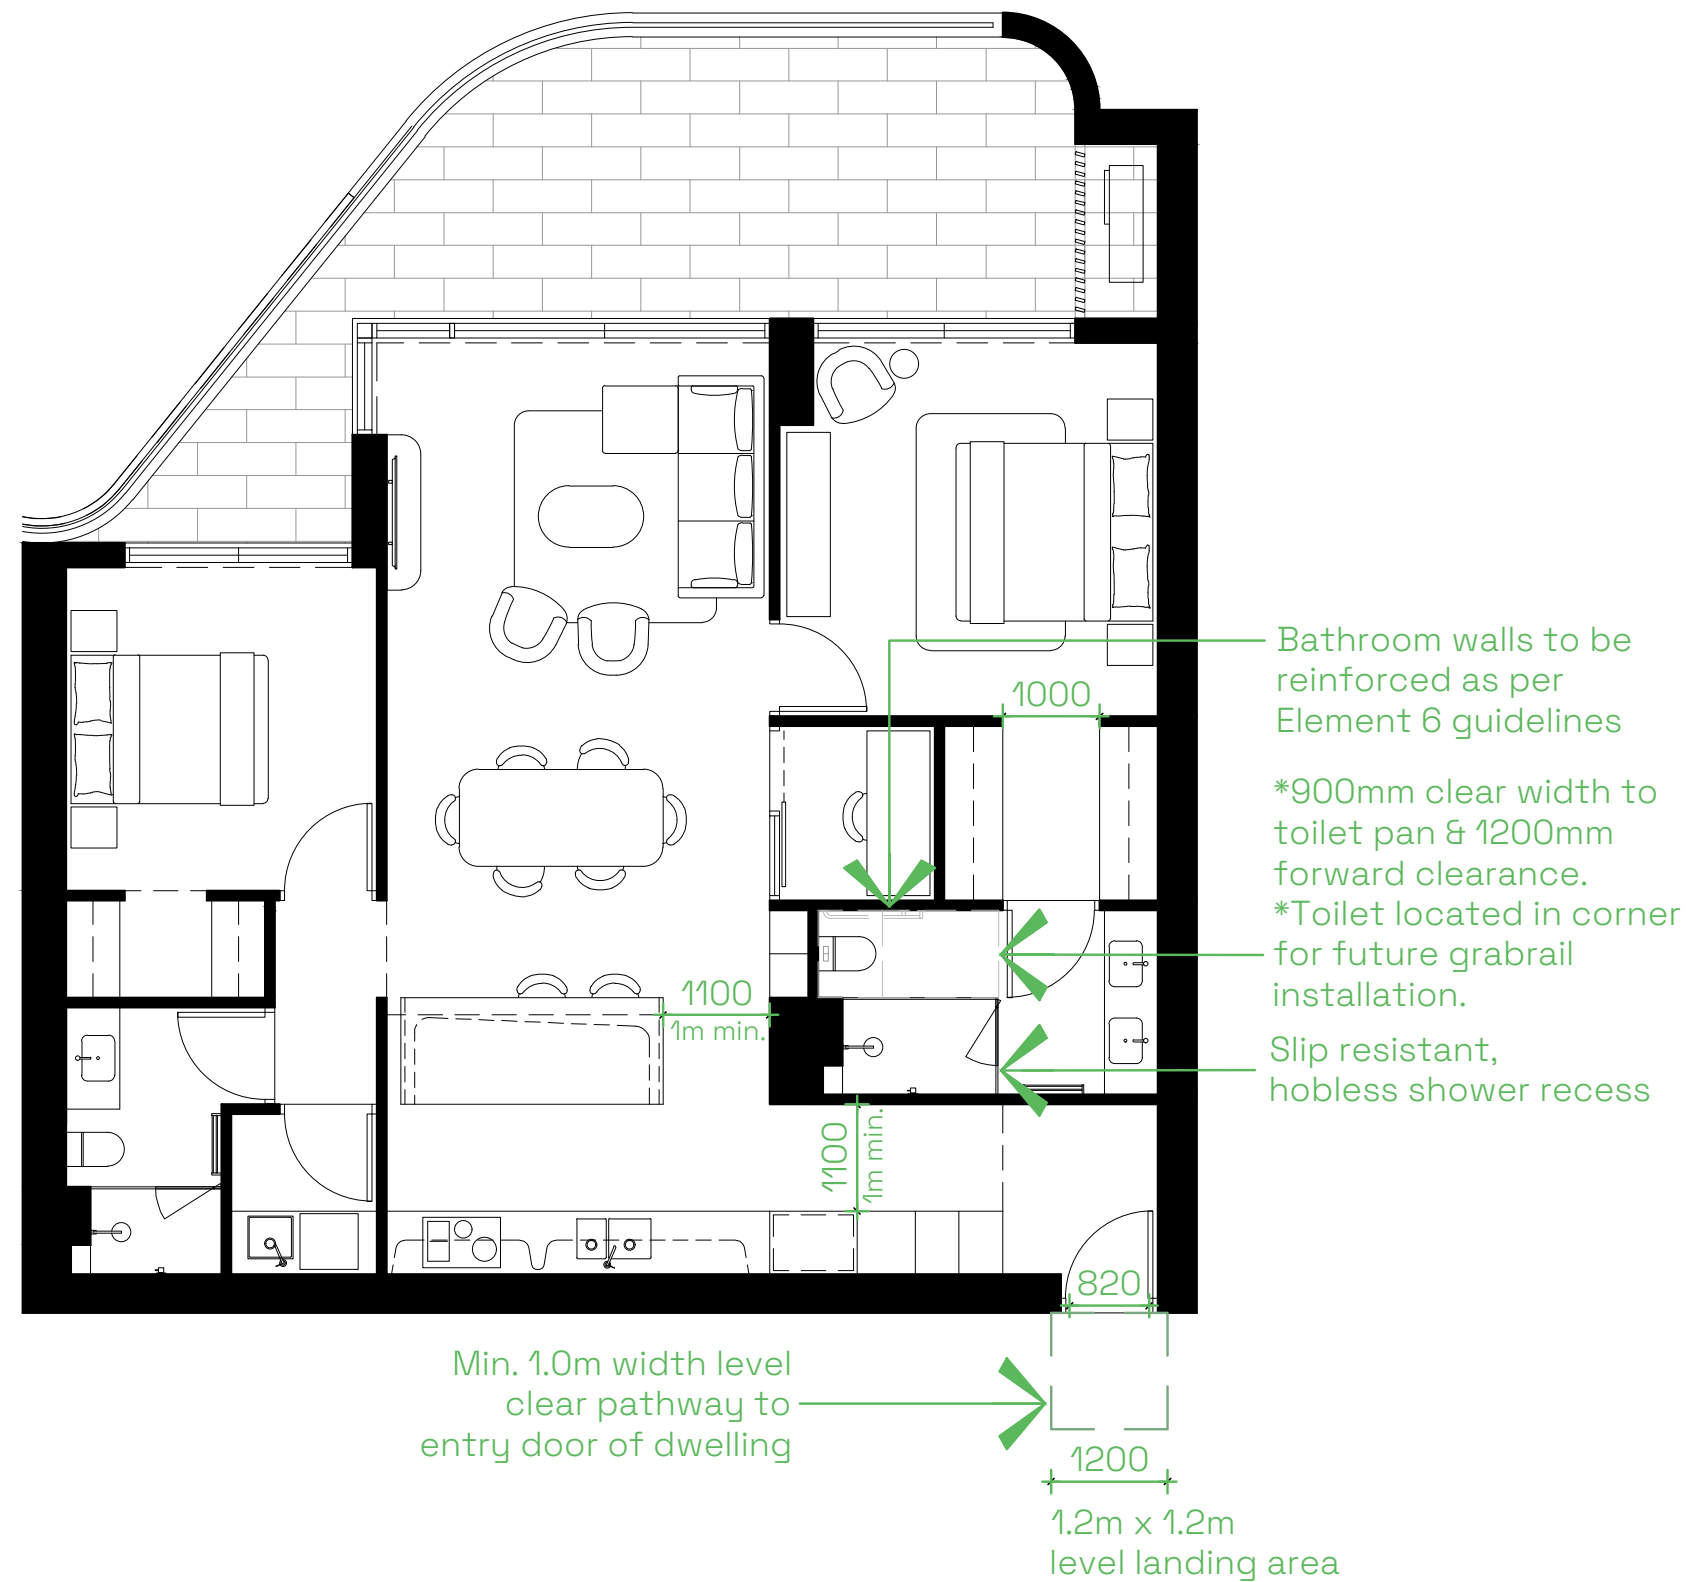 Bathroom walls to be
reinforced as per
Element 6 guidelines
1000
*900mm clear width to
toilet pan & 1200mm
forward clearance.
*Toilet located in corner
for future grabrail
installation.
1100
1m min.
Slip resistant,
hobless shower recess
1100
1m min.
820
Min. 1.0m width level
clear pathway to
entry door of dwelling
1200
1.2m x 1.2m
level landing area